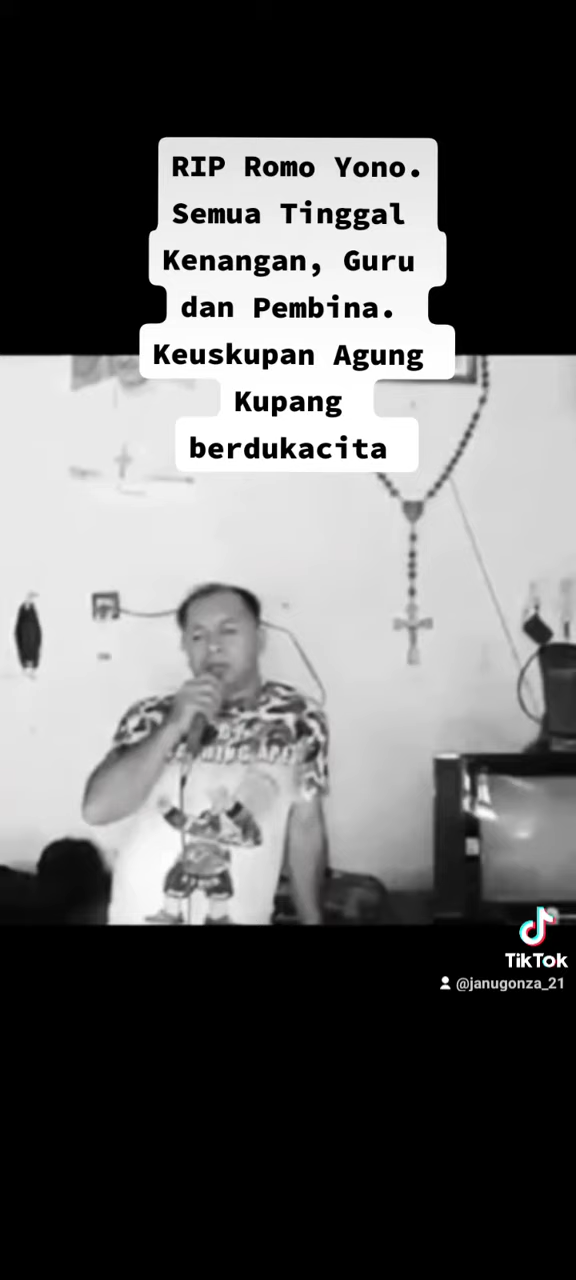 RIP Romo Yono.
Semua Tinggal
Kenangan, Guru
dan Pembina.
Keuskupan Agung
Kupang
berdukacita
TikTok
@janugonza_21